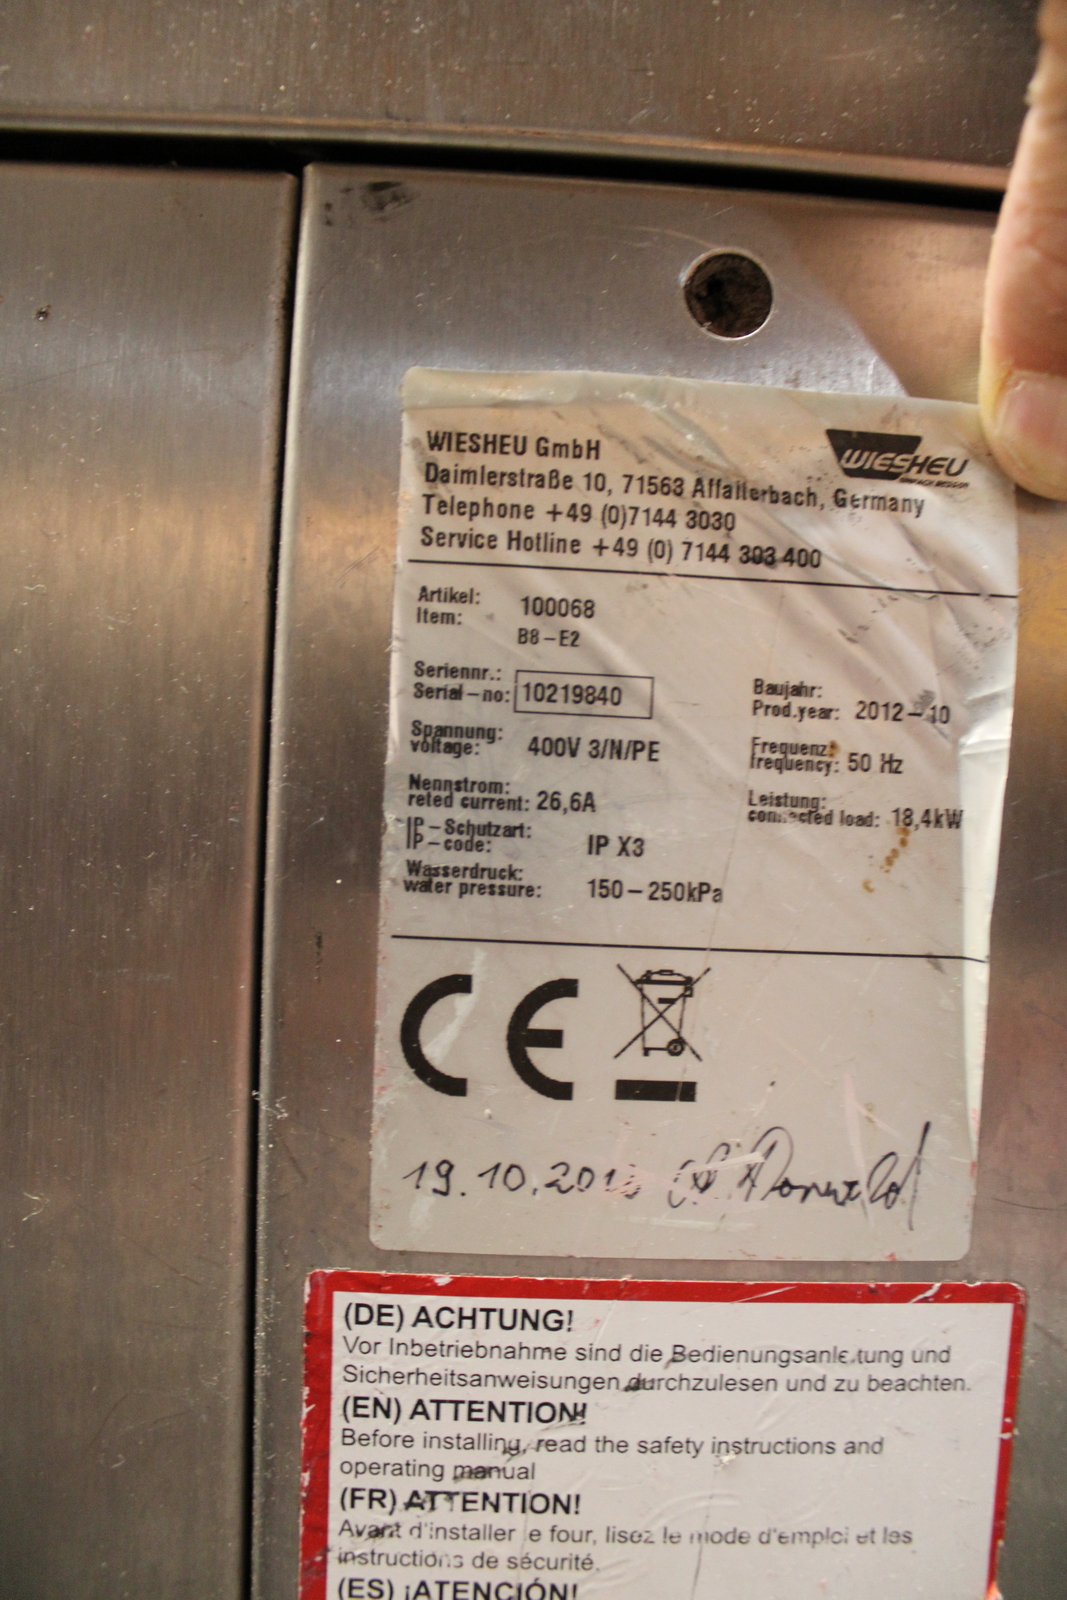 WIESHEU GmbH
WIESHEU
Daimlerstraße 10, 71563 Affalterbach, Germany
Telephone +49 (0)7144 3030
Service Hotline +49 (0) 7144 303 400
Artikel:
Item: 100068
B8-E2
Seriennr.:
Serial-no: 10219840
Baujahr:
Prod.year: 2012-10
Spannung:
voltage: 400V 3/N/PE
Frequenz:
frequency: 50 Hz
Nennstrom:
reted current: 26,6A
Leistung:
connected load: 18,4kW
IP-Schutzart:
IP-code: IP X3
Wasserdruck:
water pressure: 150-250kPa
CE
19.10.
(DE) ACHTUNG!
Vor Inbetriebnahme sind die Bedienungsanleitung und
Sicherheitsanweisungen durchzulesen und zu beachten.
(EN) ATTENTION!
Before installing, read the safety instructions and
operating manual
(FR) ATTENTION!
Avant d'installer le four, lisez le mode d'emploi et les
instructions de sécurité.
(ES) ¡ATENCIÓN!